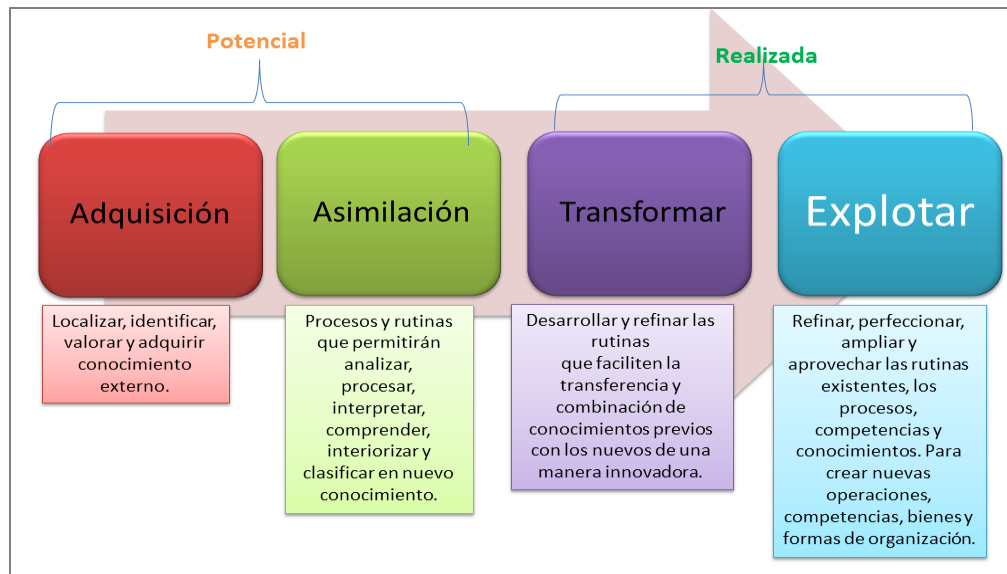 Potencial
Realizada
Adquisición
Asimilación
Transformar
Explotar
Localizar, identificar,
valorar y adquirir
conocimiento
externo.
Procesos y rutinas
que permitirán
analizar,
procesar,
interpretar,
comprender,
interiorizar y
clasificar en nuevo
conocimiento.
Desarrollar y refinar las
rutinas
que faciliten la
transferencia y
combinación de
conocimientos previos
con los nuevos de una
manera innovadora.
Refinar, perfeccionar,
ampliar y
aprovechar las rutinas
existentes, los
procesos,
competencias y
conocimientos. Para
crear nuevas
operaciones,
competencias, bienes y
formas de organización.